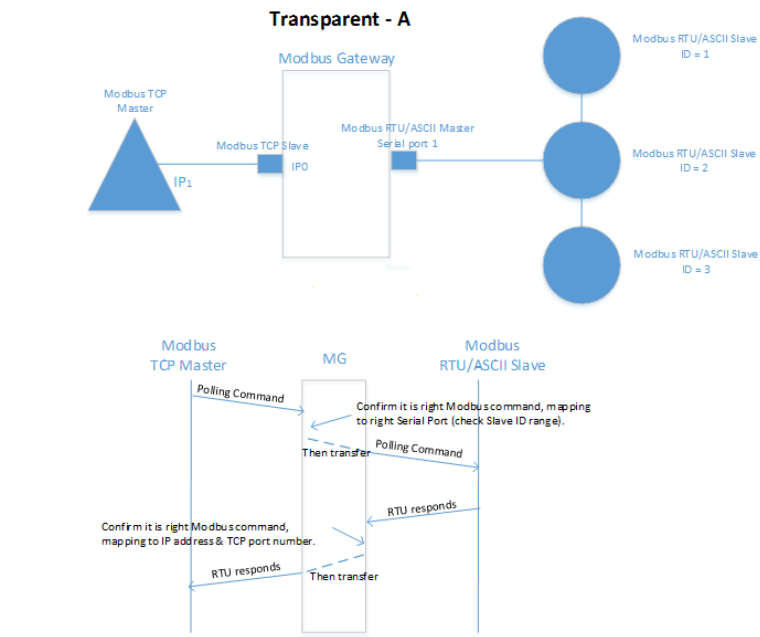 Transparent - A
Modbus Gateway
Modbus RTU/ASCII Slave
ID = 1
Modbus TCP
Master
Modbus TCP Slave
IP0
IP1
Modbus RTU/ASCII Master
Serial port 1
Modbus RTU/ASCII Slave
ID = 2
Modbus RTU/ASCII Slave
ID = 3
Modbus
TCP Master
MG
Modbus
RTU/ASCII Slave
Polling Command
Confirm it is right Modbus command, mapping
to right Serial Port (check Slave ID range).
Then transfer
Polling Command
RTU responds
Confirm it is right Modbus command,
mapping to IP address & TCP port number.
RTU responds
Then transfer